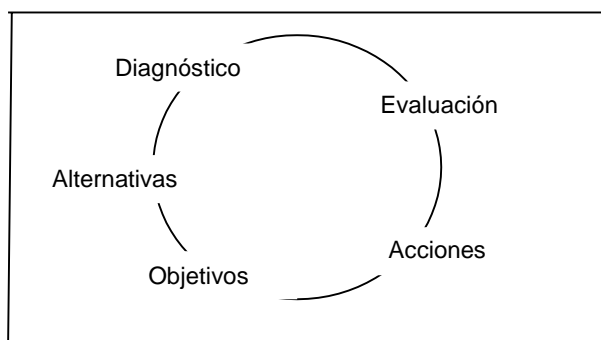 Diagnóstico
Evaluación
Alternativas
Acciones
Objetivos